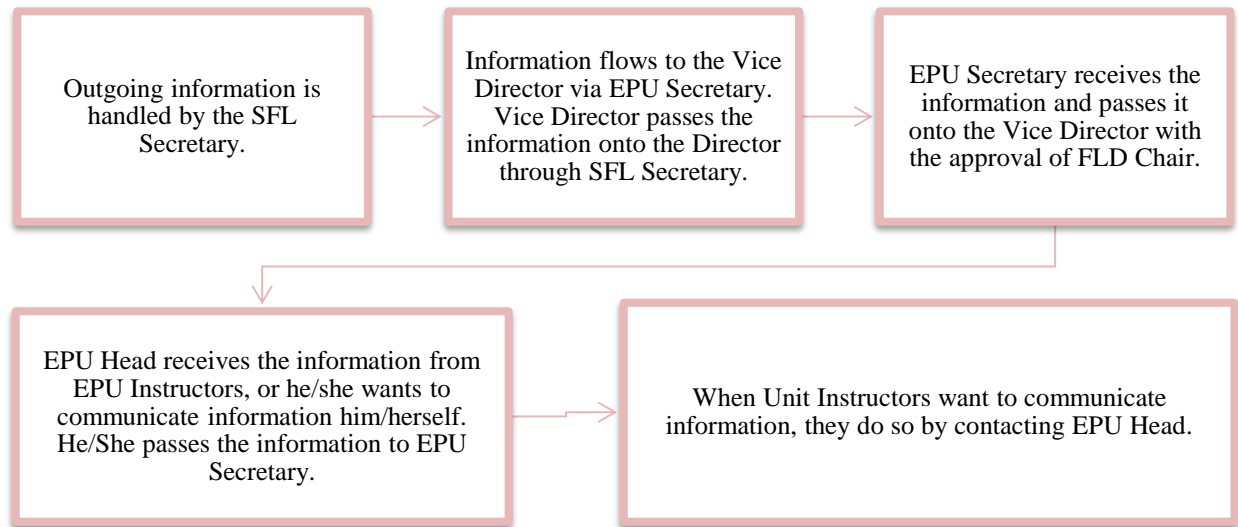 Outgoing information is
handled by the SFL
Secretary.
Information flows to the Vice
Director via EPU Secretary.
Vice Director passes the
information onto the Director
through SFL Secretary.
EPU Secretary receives the
information and passes it
onto the Vice Director with
the approval of FLD Chair.
EPU Head receives the information from
EPU Instructors, or he/she wants to
communicate information him/herself.
He/She passes the information to EPU
Secretary.
When Unit Instructors want to communicate
information, they do so by contacting EPU Head.